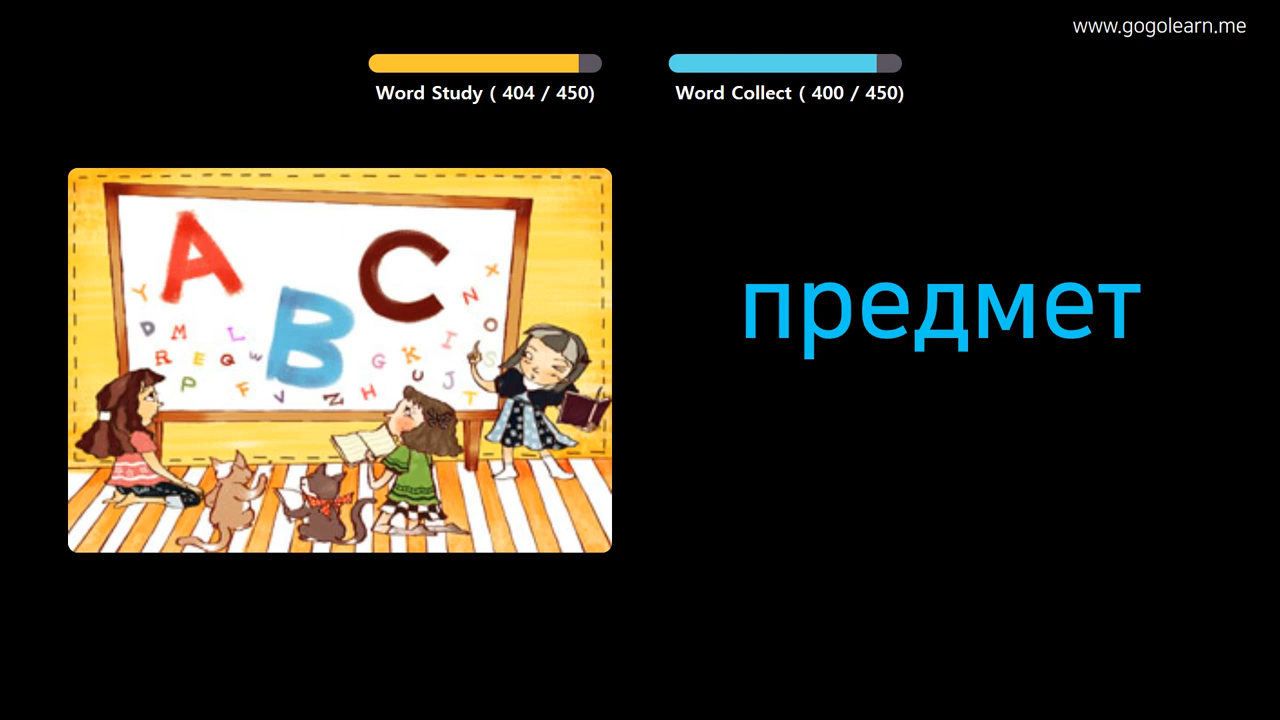 www.gogolearn.me
Word Study ( 404 / 450)
Word Collect ( 400 / 450)
A
B
C
Y
X
N
D
M
L
I
O
R
E
Q
W
G
K
S
P
F
V
Z
H
U
J
T
предмет